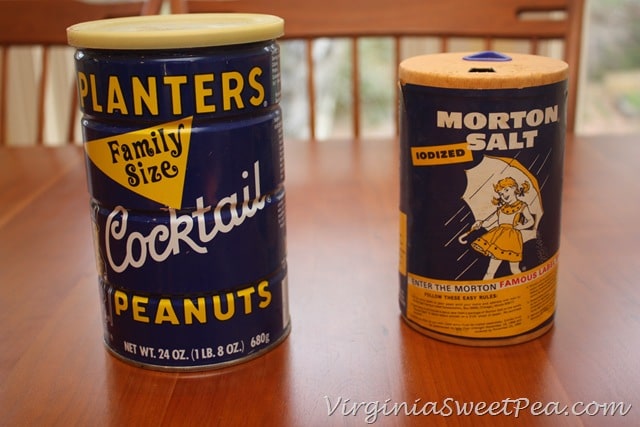 PLANTERS®
Family
Size
Cocktail®
PEANUTS
NET WT. 24 OZ. (1 LB. 8 OZ.) 680g
MORTON
SALT
IODIZED
ENTER THE MORTON FAMOUS LABEL
FOLLOW THESE EASY RULES:
VirginiaSweetPea.com